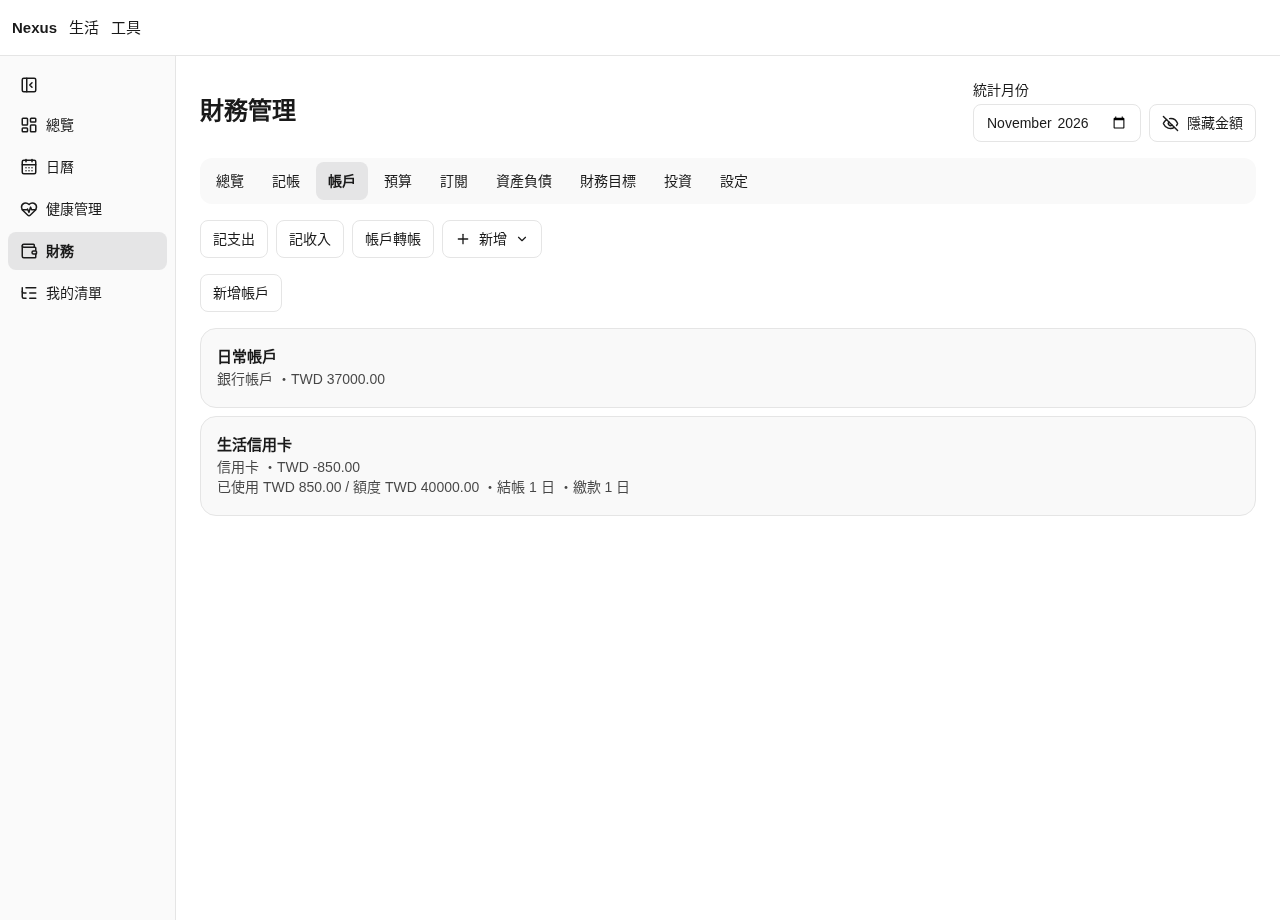 Nexus 生活 工具
總覽
日曆
健康管理
財務
我的清單
財務管理
統計月份
November 2026
隱藏金額
總覽 記帳 帳戶 預算 訂閱 資產負債 財務目標 投資 設定
記支出 記收入 帳戶轉帳 新增
新增帳戶
日常帳戶
銀行帳戶 ・TWD 37000.00
生活信用卡
信用卡 ・TWD -850.00
已使用 TWD 850.00 / 額度 TWD 40000.00 ・結帳 1 日 ・繳款 1 日